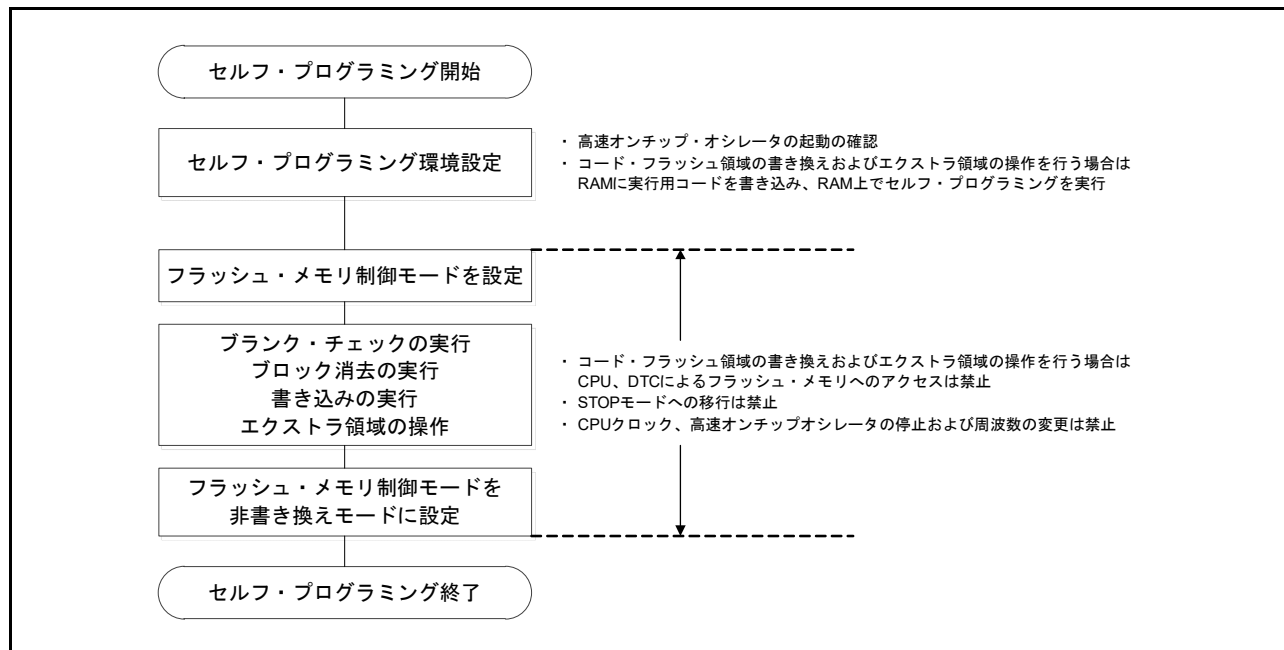 セルフ・プログラミング開始
セルフ・プログラミング環境設定
・ 高速オンチップ・オシレータの起動の確認
・ コード・フラッシュ領域の書き換えおよびエクストラ領域の操作を行う場合は
RAMに実行用コードを書き込み、RAM上でセルフ・プログラミングを実行
フラッシュ・メモリ制御モードを設定
ブランク・チェックの実行
ブロック消去の実行
書き込みの実行
エクストラ領域の操作
・ コード・フラッシュ領域の書き換えおよびエクストラ領域の操作を行う場合は
CPU、DTCによるフラッシュ・メモリへのアクセスは禁止
・ STOPモードへの移行は禁止
・ CPUクロック、高速オンチップオシレータの停止および周波数の変更は禁止
フラッシュ・メモリ制御モードを
非書き換えモードに設定
セルフ・プログラミング終了